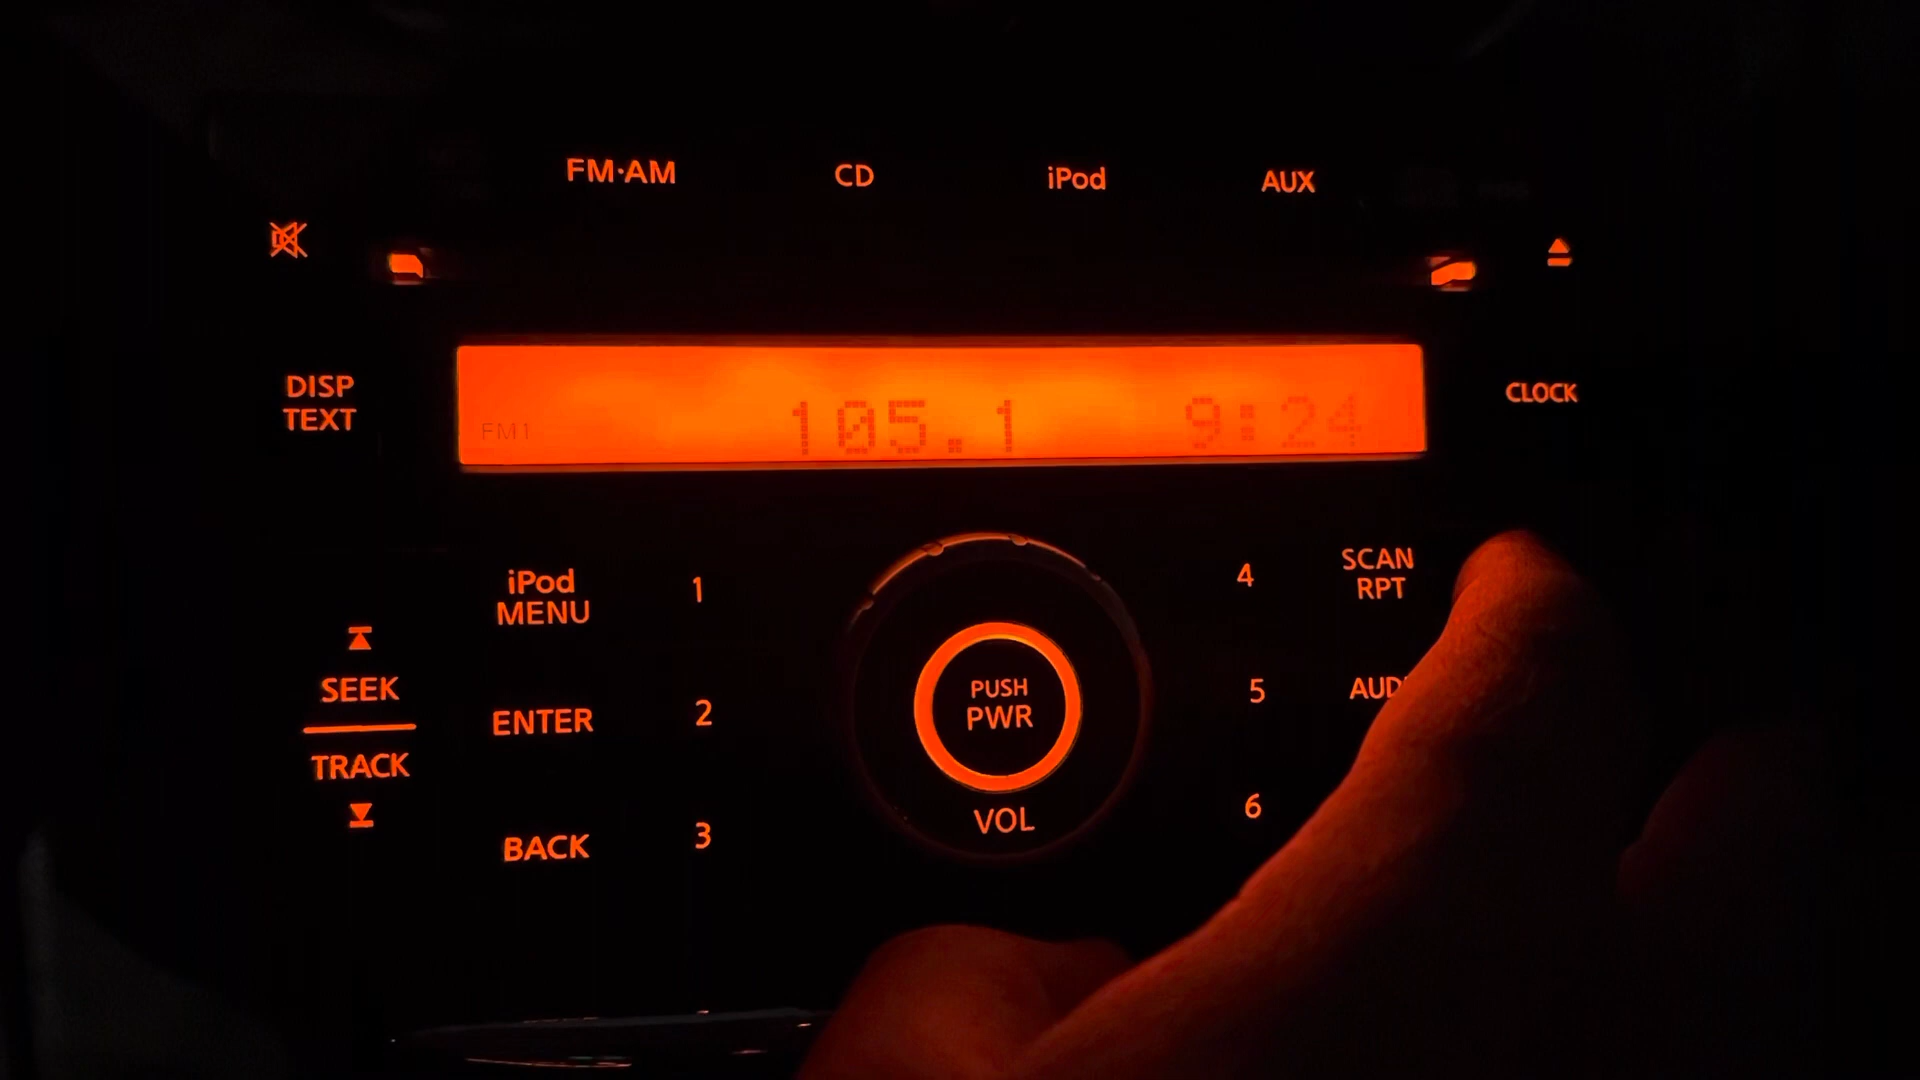 FM·AM
CD
iPod
AUX
DISP
TEXT
FM1 105.1 9:24
CLOCK
iPod
MENU
1
4
SCAN
RPT
SEEK
TRACK
ENTER
2
PUSH
PWR
5
BACK
3
VOL
6